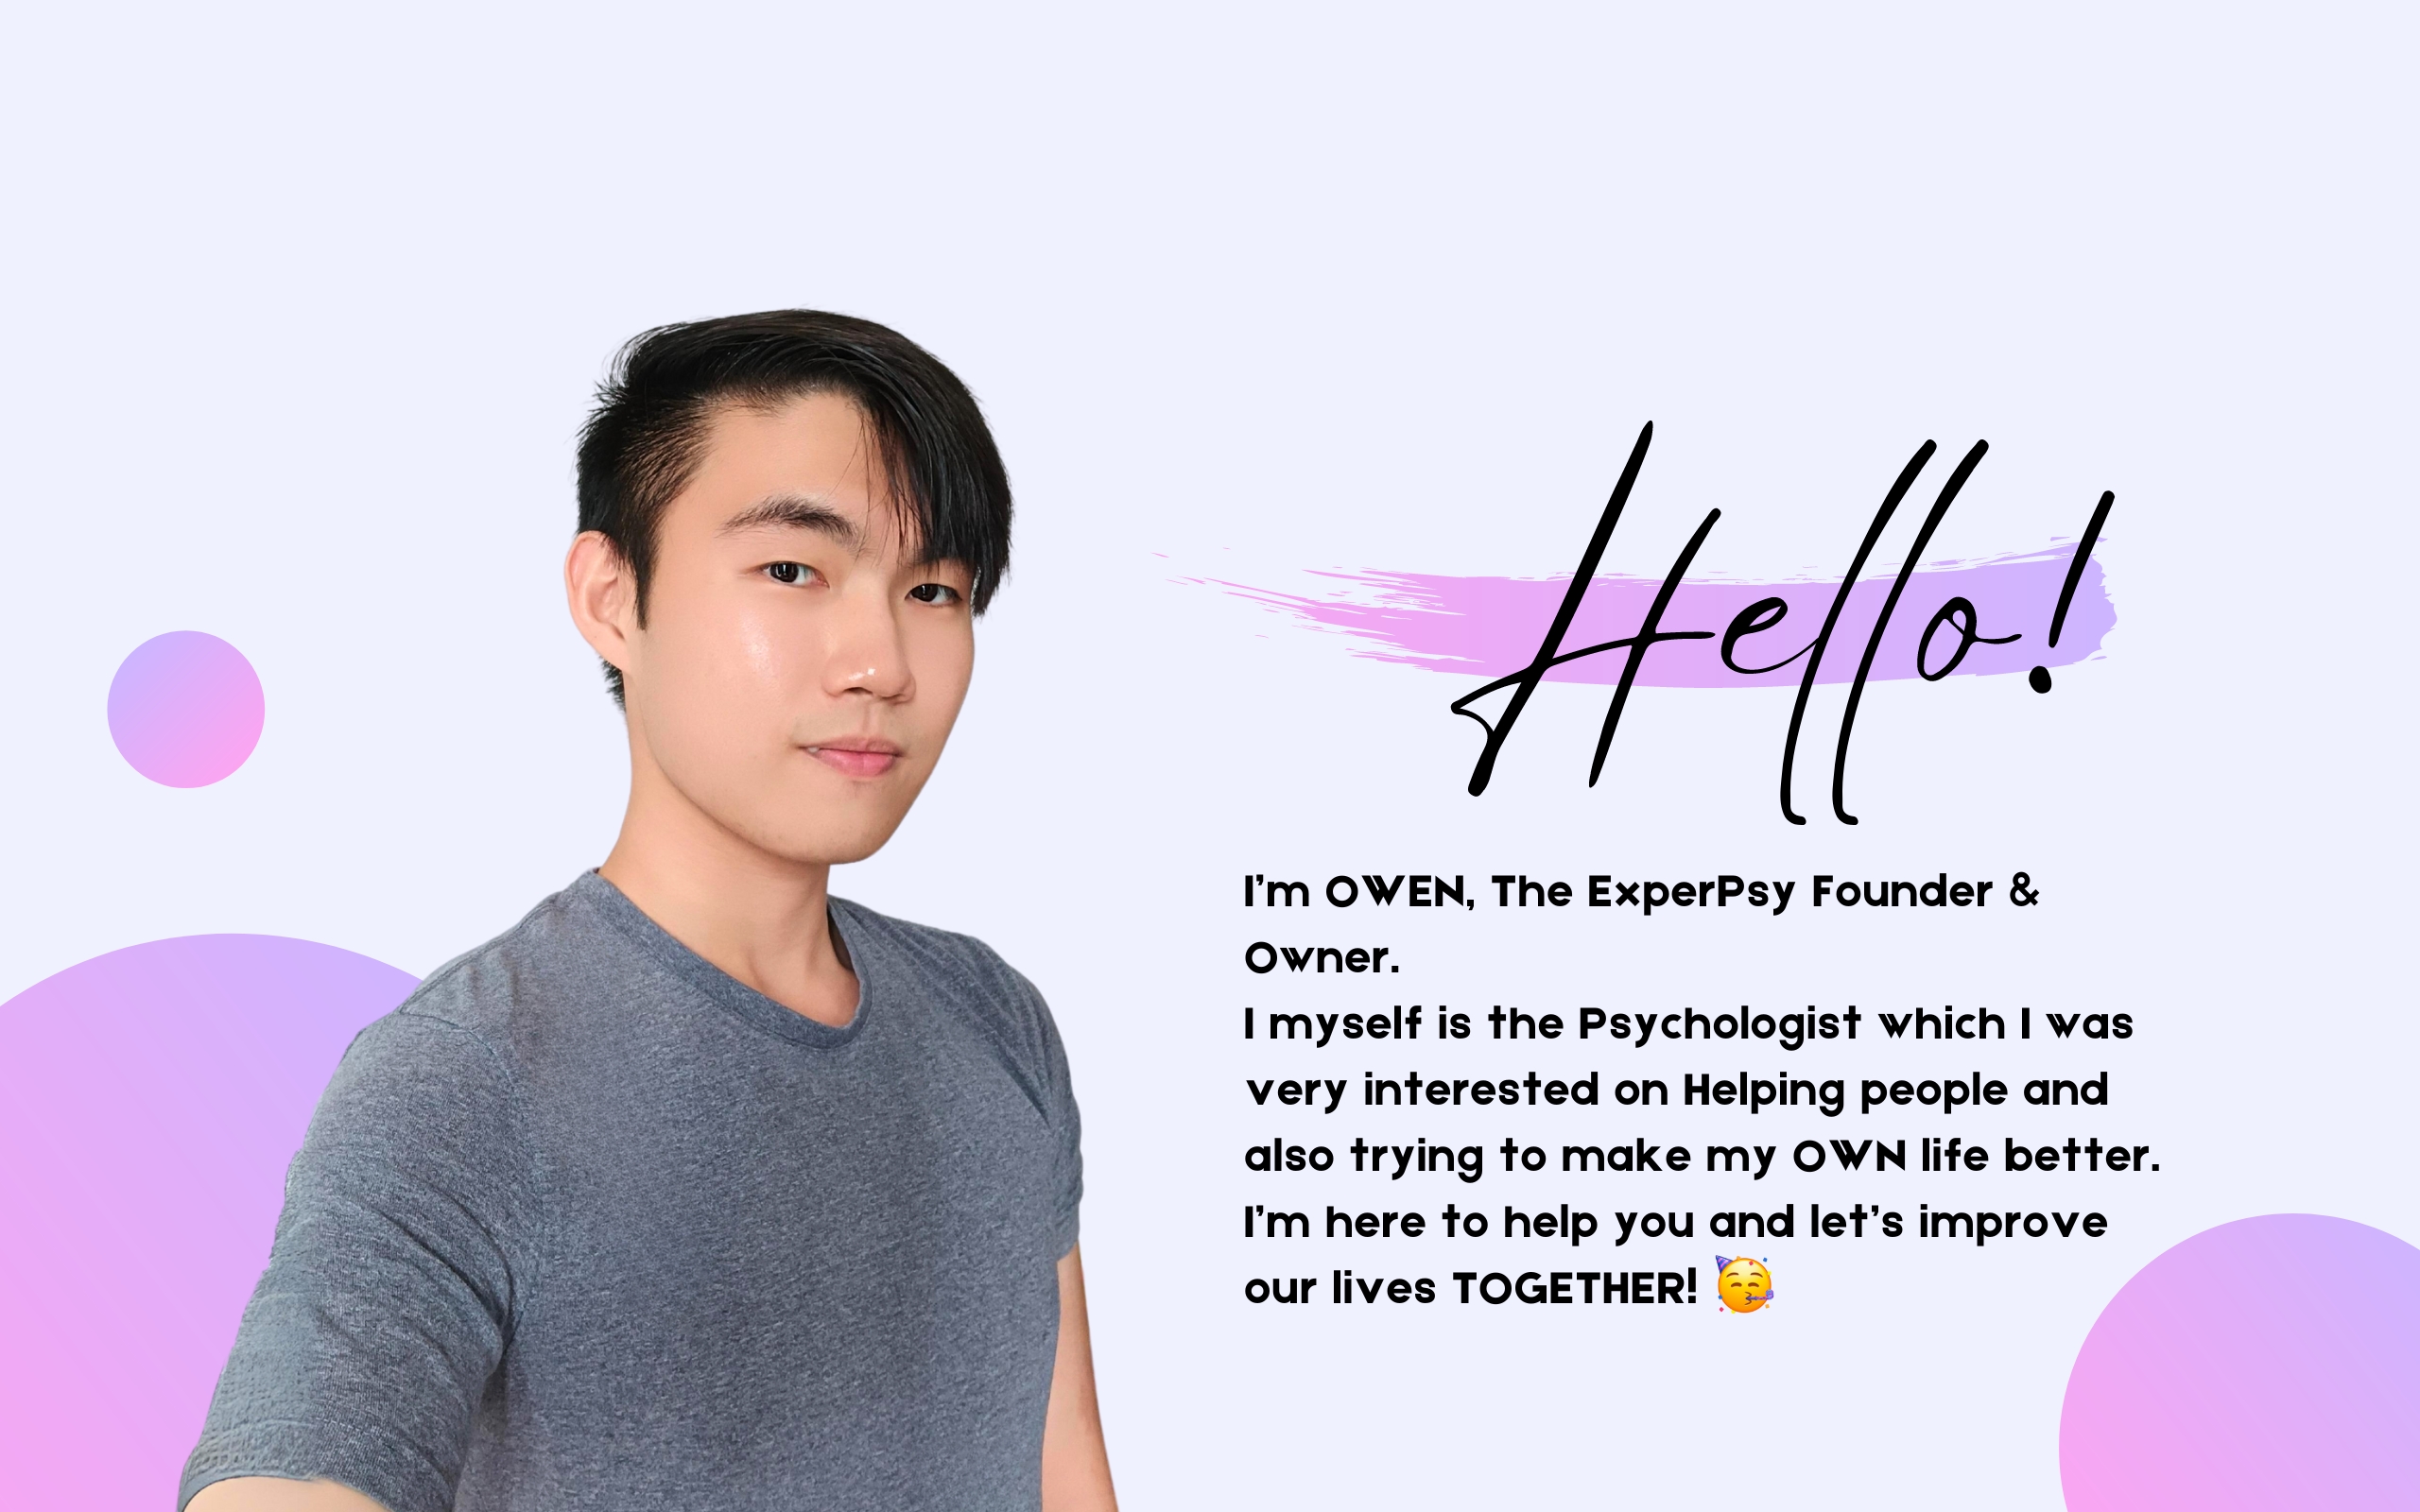 Hello!
I'm OWEN, The ExperPsy Founder &
Owner.
I myself is the Psychologist which I was
very interested on Helping people and
also trying to make my OWN life better.
I'm here to help you and let's improve
our lives TOGETHER! 🥳